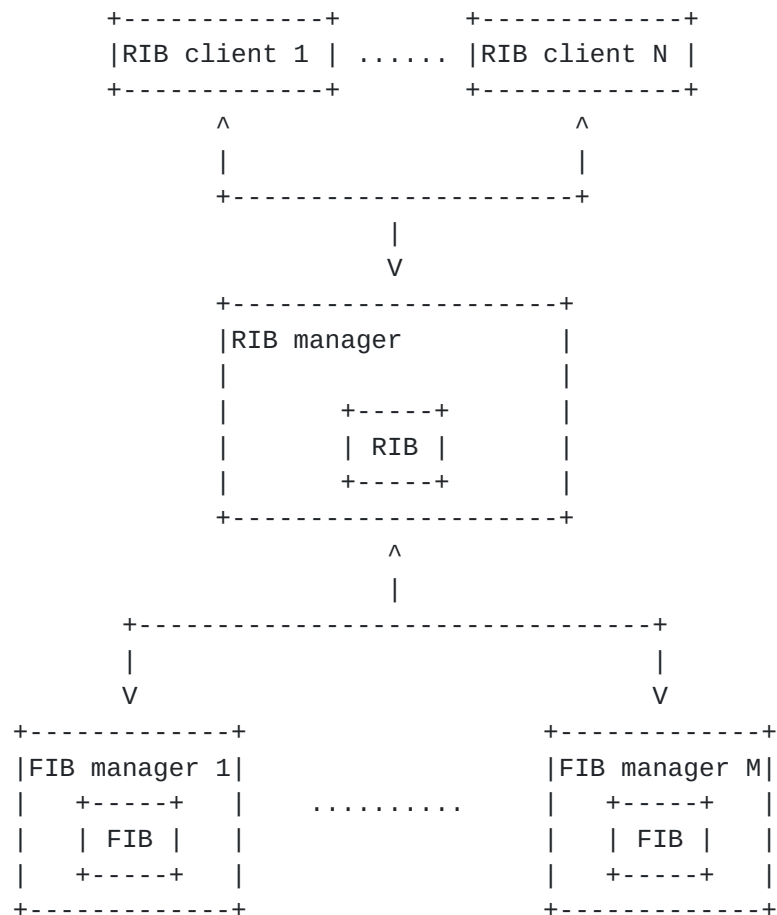 RIB client 1 ...... RIB client N
RIB manager
RIB
FIB manager 1 FIB manager M
..........
FIB FIB